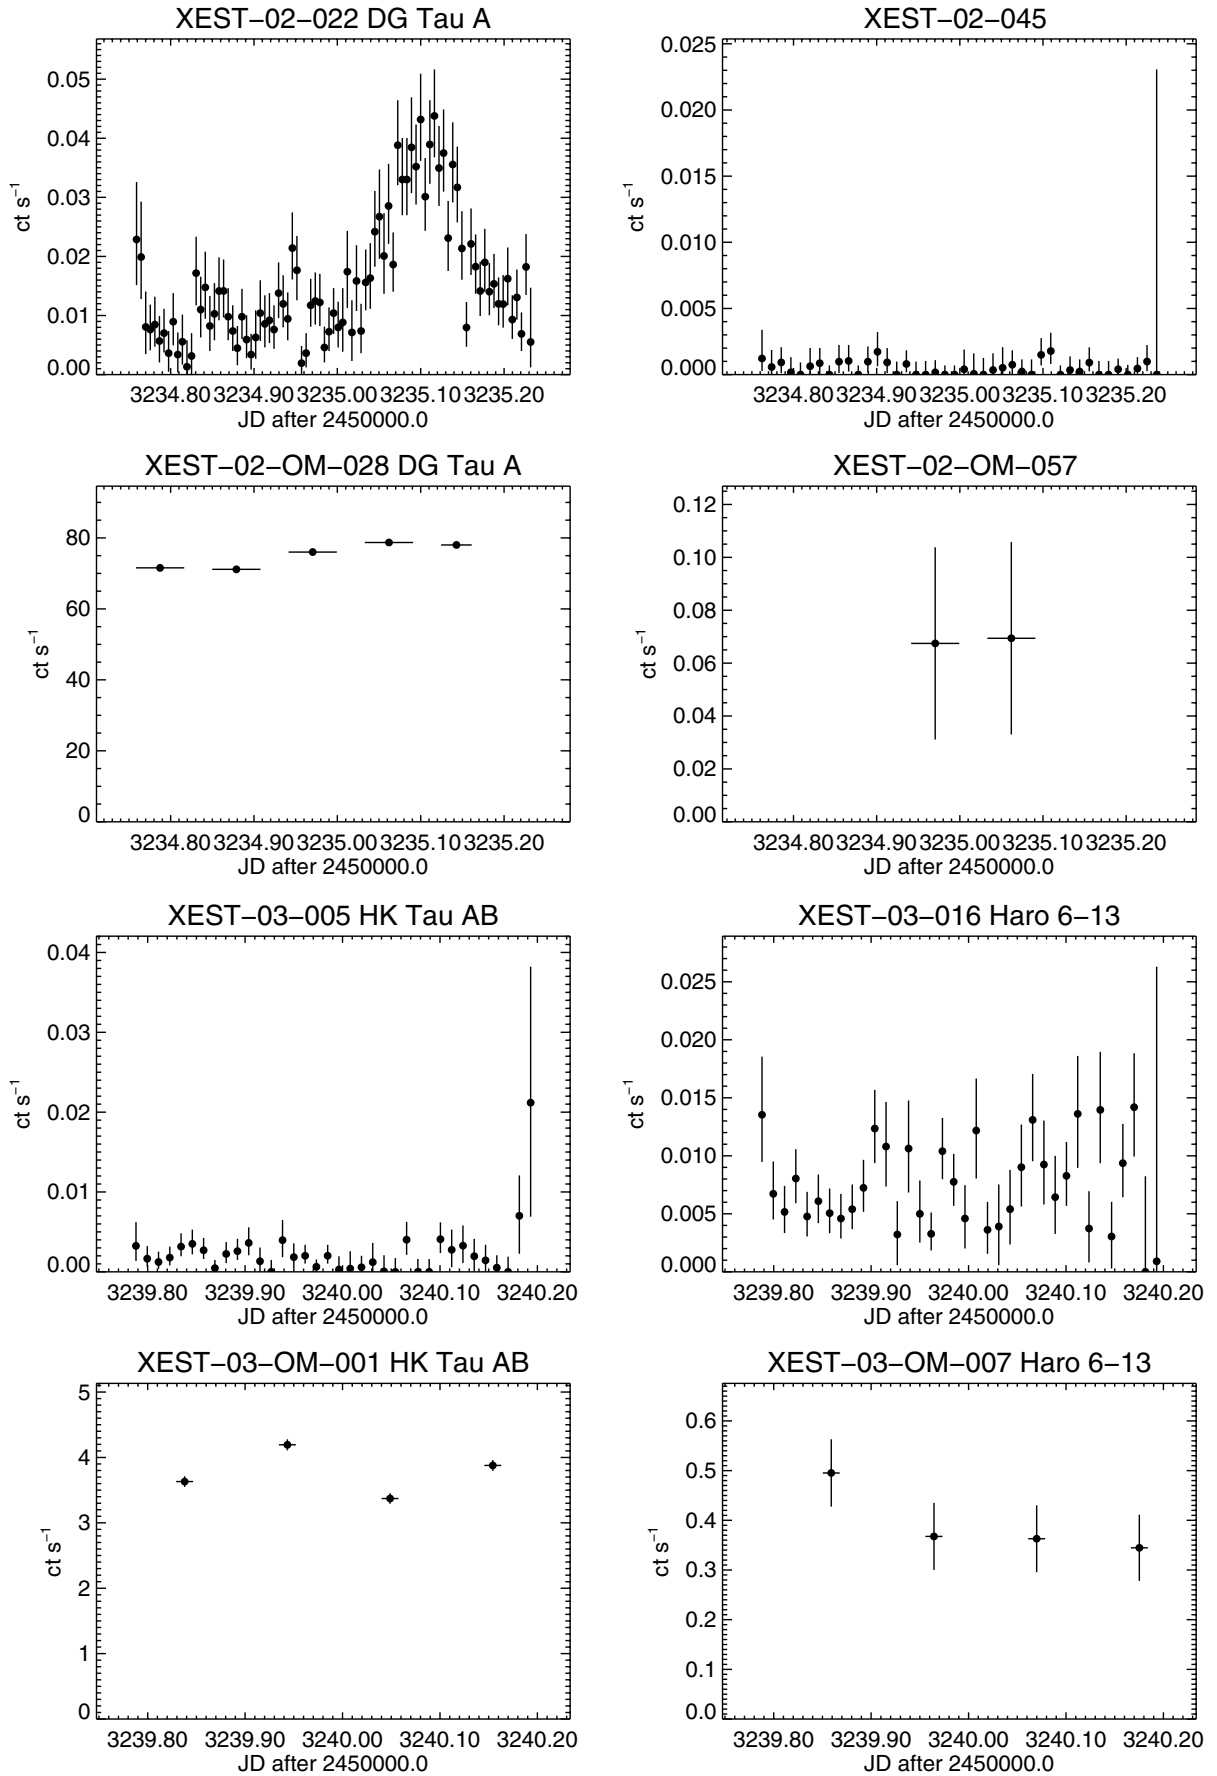 XEST−02−022 DG Tau A
0.05
0.04
0.03
0.02
0.01
0.00
ct s−1
3234.80 3234.90 3235.00 3235.10 3235.20
JD after 2450000.0
XEST−02−045
0.025
0.020
0.015
0.010
0.005
0.000
ct s−1
3234.80 3234.90 3235.00 3235.10 3235.20
JD after 2450000.0
XEST−02−OM−028 DG Tau A
80
60
40
20
0
ct s−1
3234.80 3234.90 3235.00 3235.10 3235.20
JD after 2450000.0
XEST−02−OM−057
0.12
0.10
0.08
0.06
0.04
0.02
0.00
ct s−1
3234.80 3234.90 3235.00 3235.10 3235.20
JD after 2450000.0
XEST−03−005 HK Tau AB
0.04
0.03
0.02
0.01
0.00
ct s−1
3239.80 3239.90 3240.00 3240.10 3240.20
JD after 2450000.0
XEST−03−016 Haro 6−13
0.025
0.020
0.015
0.010
0.005
0.000
ct s−1
3239.80 3239.90 3240.00 3240.10 3240.20
JD after 2450000.0
XEST−03−OM−001 HK Tau AB
5
4
3
2
1
0
ct s−1
3239.80 3239.90 3240.00 3240.10 3240.20
JD after 2450000.0
XEST−03−OM−007 Haro 6−13
0.6
0.5
0.4
0.3
0.2
0.1
0.0
ct s−1
3239.80 3239.90 3240.00 3240.10 3240.20
JD after 2450000.0